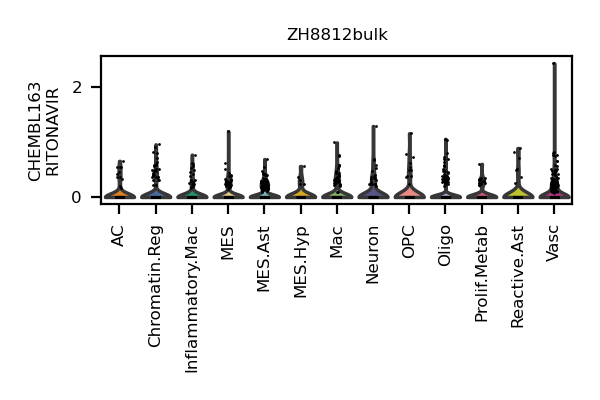 ZH8812bulk
CHEMBL163
RITONAVIR
2
0
AC
Chromatin.Reg
Inflammatory.Mac
MES
MES.Ast
MES.Hyp
Mac
Neuron
OPC
Oligo
Prolif.Metab
Reactive.Ast
Vasc